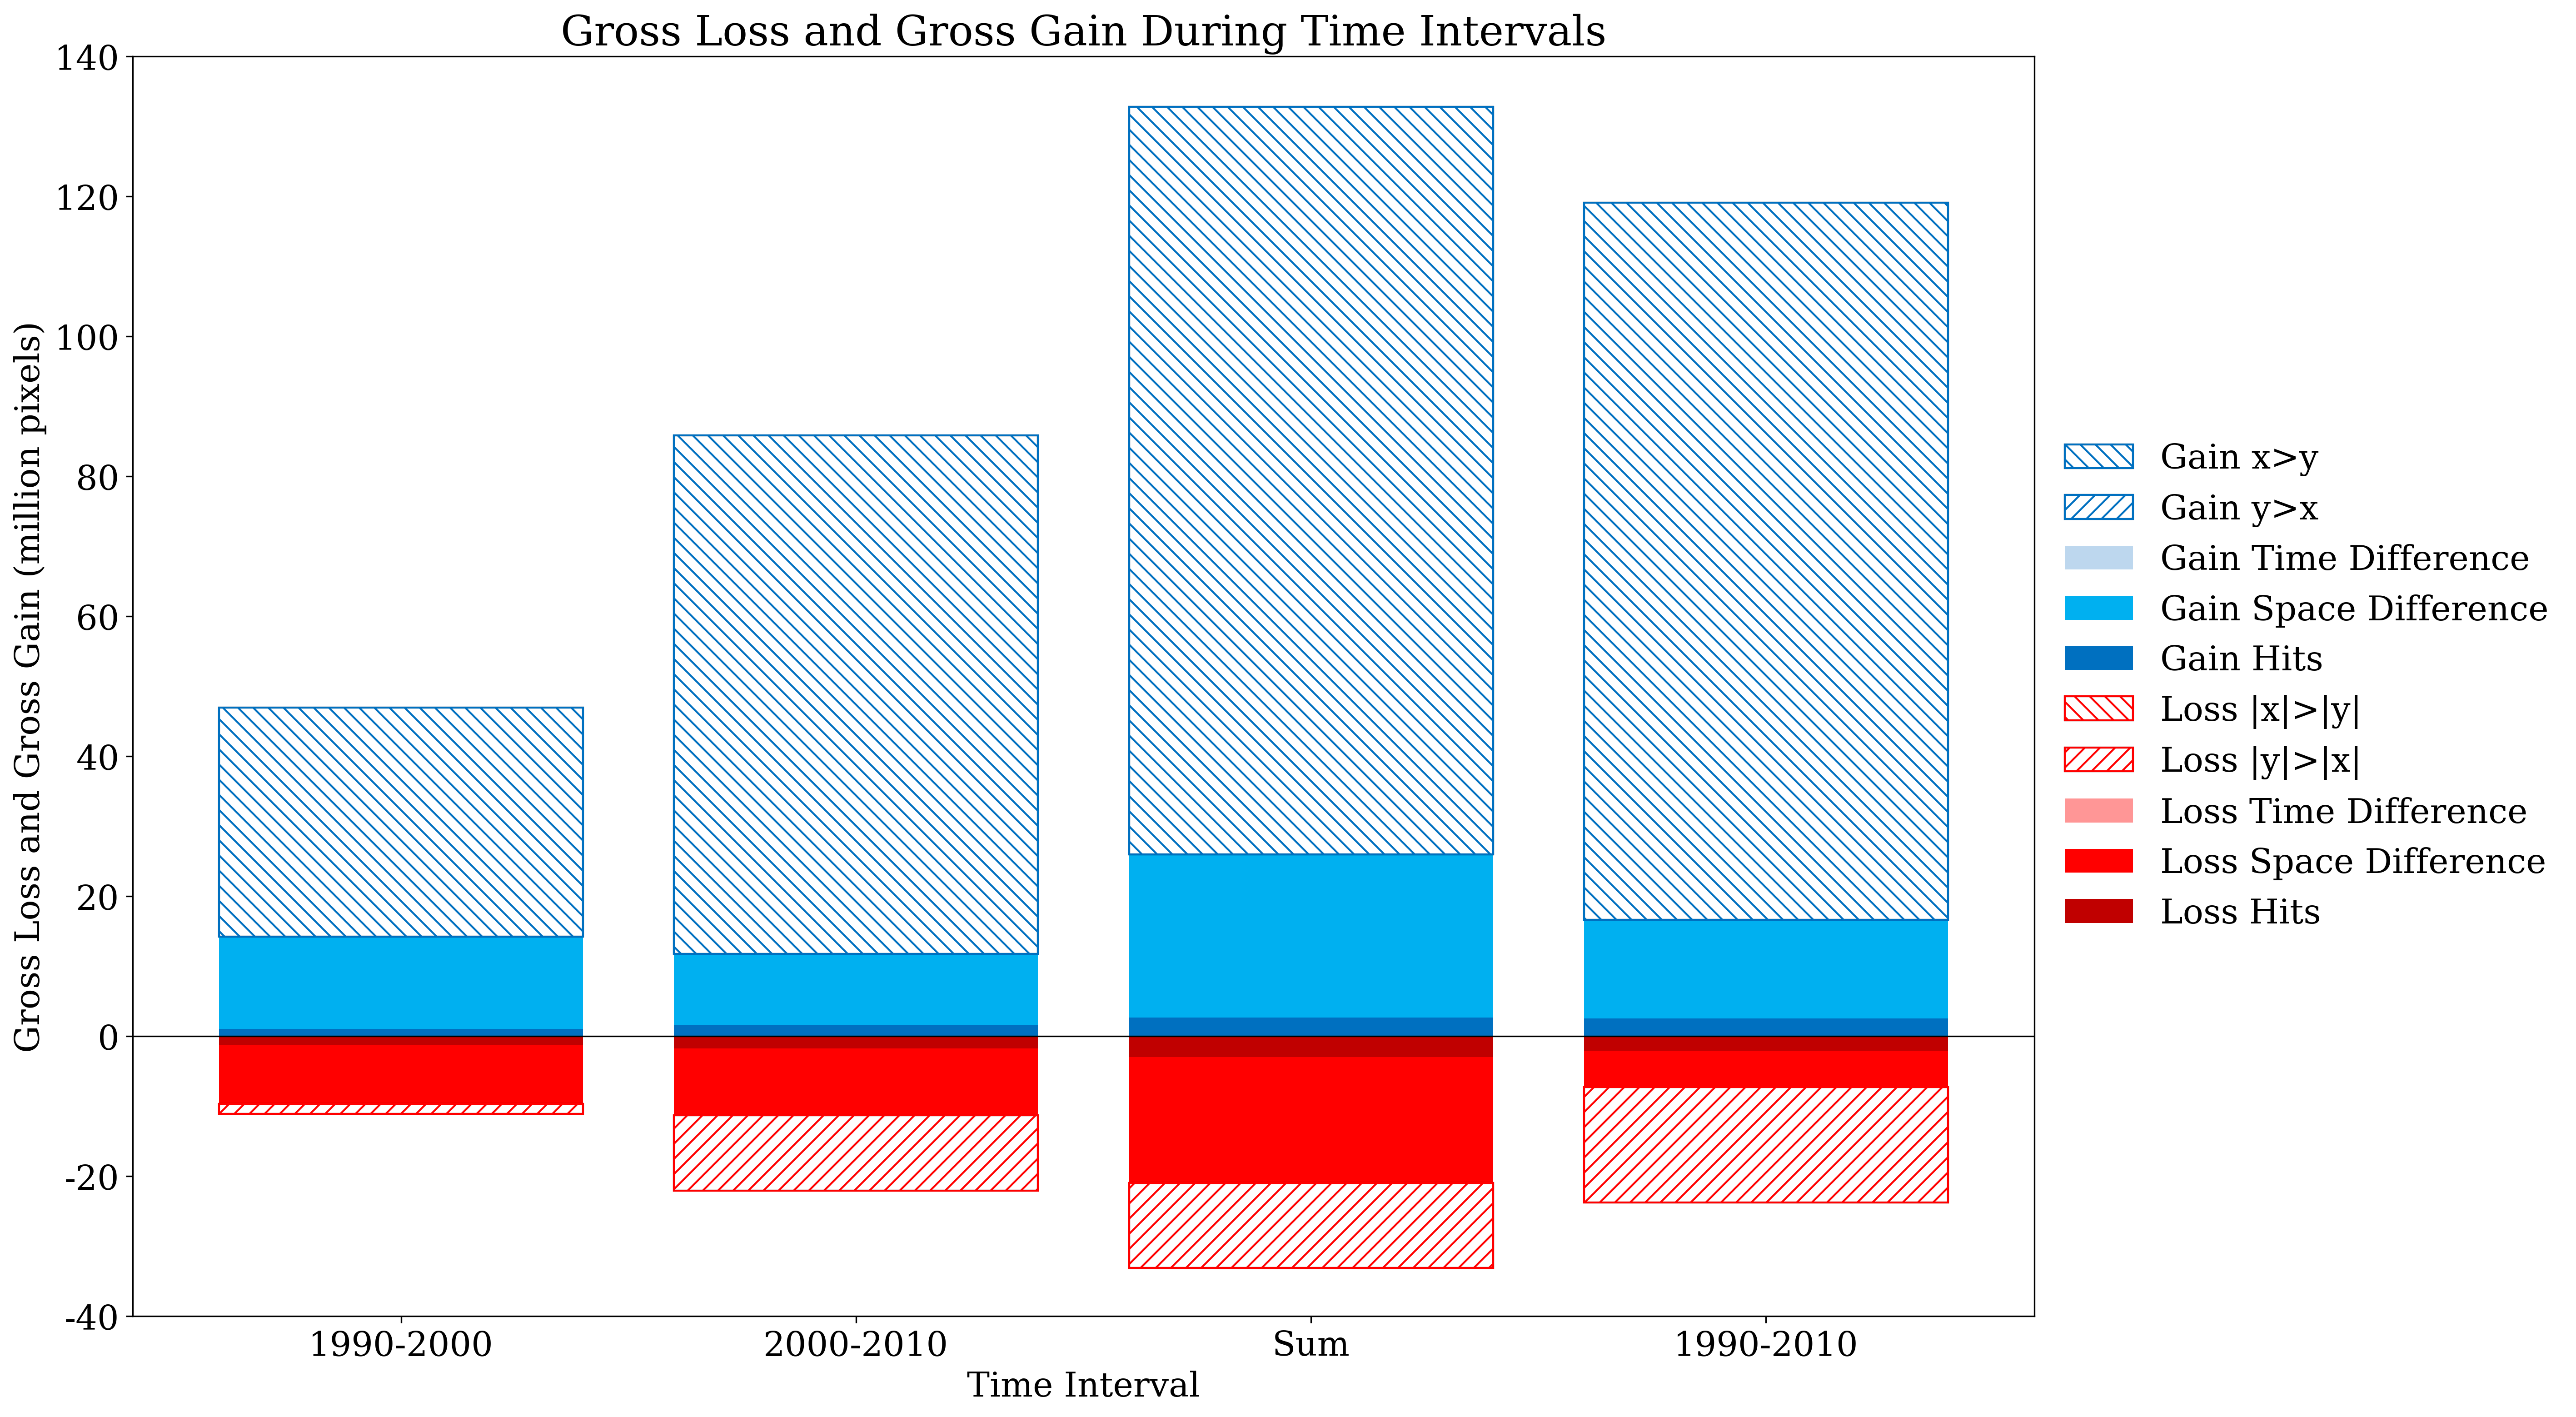 Gross Loss and Gross Gain During Time Intervals
Gross Loss and Gross Gain (million pixels)
140
120
100
80
60
40
20
0
-20
-40
1990-2000
2000-2010
Sum
1990-2010
Time Interval
Gain x>y
Gain y>x
Gain Time Difference
Gain Space Difference
Gain Hits
Loss |x|>|y|
Loss |y|>|x|
Loss Time Difference
Loss Space Difference
Loss Hits